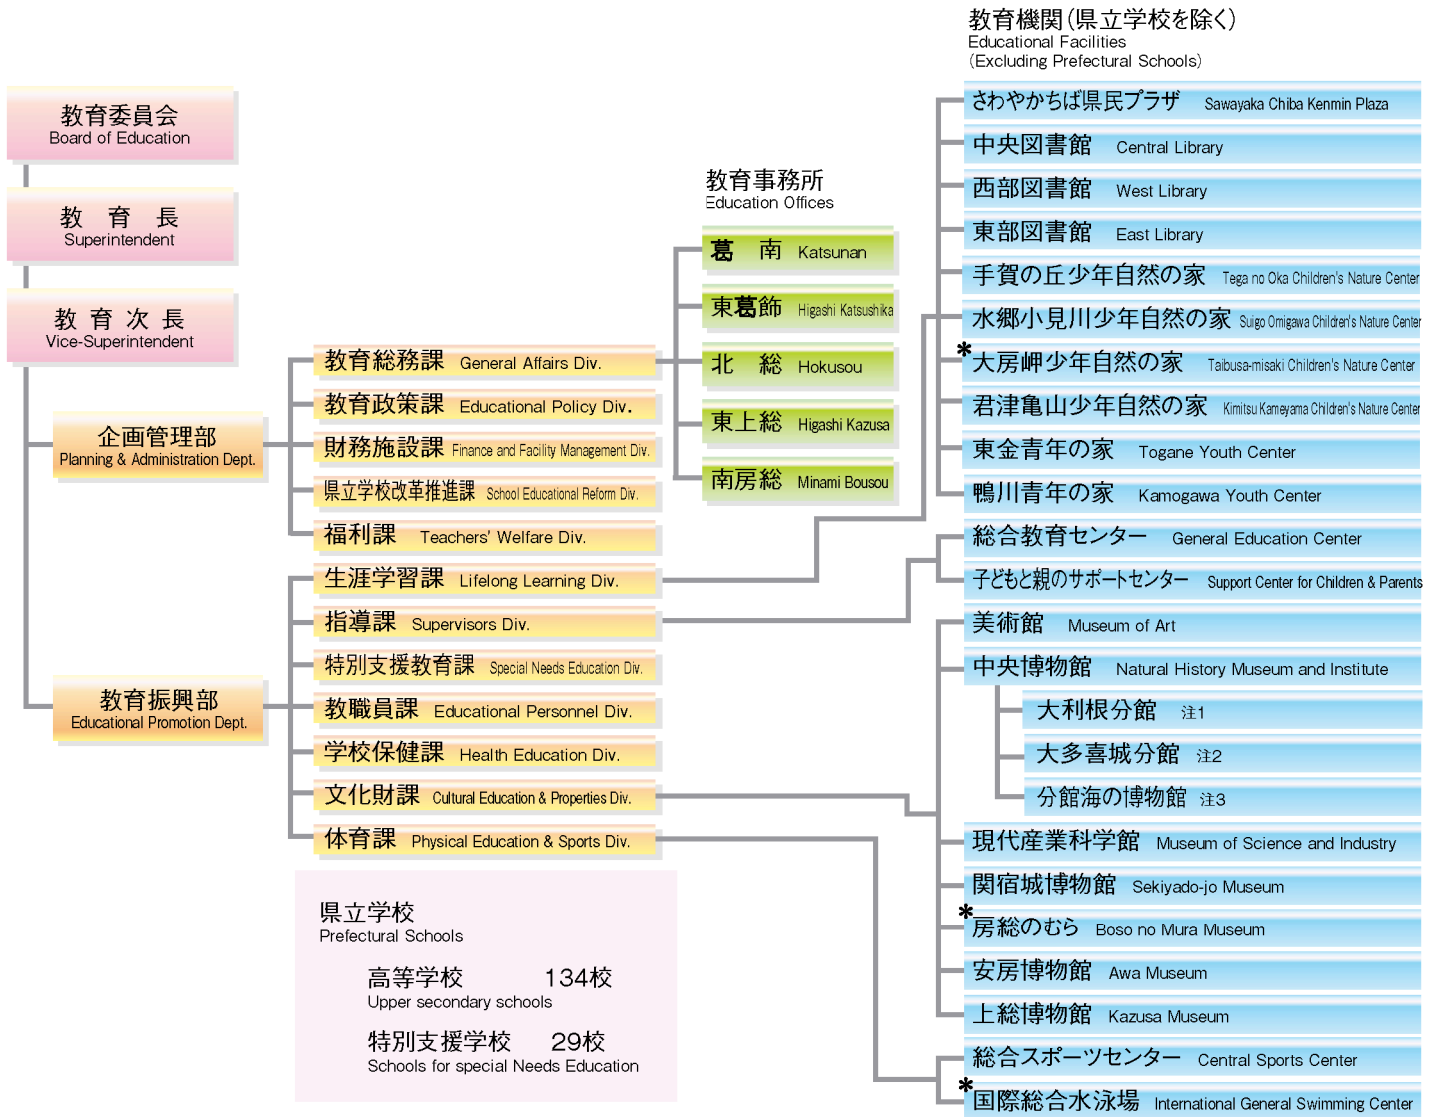 教育委員会
Board of Education
教　育　長
Superintendent
教 育 次 長
Vice-Superintendent
企画管理部
Planning & Administration Dept.
教育振興部
Educational Promotion Dept.
教育総務課 General Affairs Div.
教育政策課 Educational Policy Div.
財務施設課 Finance and Facility Management Div.
県立学校改革推進課 School Educational Reform Div.
福利課 Teachers' Welfare Div.
生涯学習課 Lifelong Learning Div.
指導課 Supervisors Div.
特別支援教育課 Special Needs Education Div.
教職員課 Educational Personnel Div.
学校保健課 Health Education Div.
文化財課 Cultural Education & Properties Div.
体育課 Physical Education & Sports Div.
県立学校
Prefectural Schools
高等学校 134校
Upper secondary schools
特別支援学校 29校
Schools for special Needs Education
教育事務所
Education Offices
葛　南 Katsunan
東葛飾 Higashi Katsushika
北　総 Hokusou
東上総 Higashi Kazusa
南房総 Minami Bousou
教育機関（県立学校を除く）
Educational Facilities
(Excluding Prefectural Schools)
さわやかちば県民プラザ Sawayaka Chiba Kenmin Plaza
中央図書館 Central Library
西部図書館 West Library
東部図書館 East Library
手賀の丘少年自然の家 Tega no Oka Children's Nature Center
水郷小見川少年自然の家 Suigo Omigawa Children's Nature Center
＊大房岬少年自然の家 Taibusa-misaki Children's Nature Center
君津亀山少年自然の家 Kimitsu Kameyama Children's Nature Center
東金青年の家 Togane Youth Center
鴨川青年の家 Kamogawa Youth Center
総合教育センター General Education Center
子どもと親のサポートセンター Support Center for Children & Parents
美術館 Museum of Art
中央博物館 Natural History Museum and Institute
大利根分館 注1
大多喜城分館 注2
分館海の博物館 注3
現代産業科学館 Museum of Science and Industry
関宿城博物館 Sekiyado-jo Museum
＊房総のむら Boso no Mura Museum
安房博物館 Awa Museum
上総博物館 Kazusa Museum
総合スポーツセンター Central Sports Center
＊国際総合水泳場 International General Swimming Center